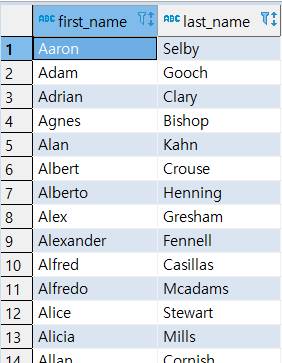 ABC first_name ABC last_name
1 Aaron Selby
2 Adam Gooch
3 Adrian Clary
4 Agnes Bishop
5 Alan Kahn
6 Albert Crouse
7 Alberto Henning
8 Alex Gresham
9 Alexander Fennell
10 Alfred Casillas
11 Alfredo Mcadams
12 Alice Stewart
13 Alicia Mills
14 Allan Cornish